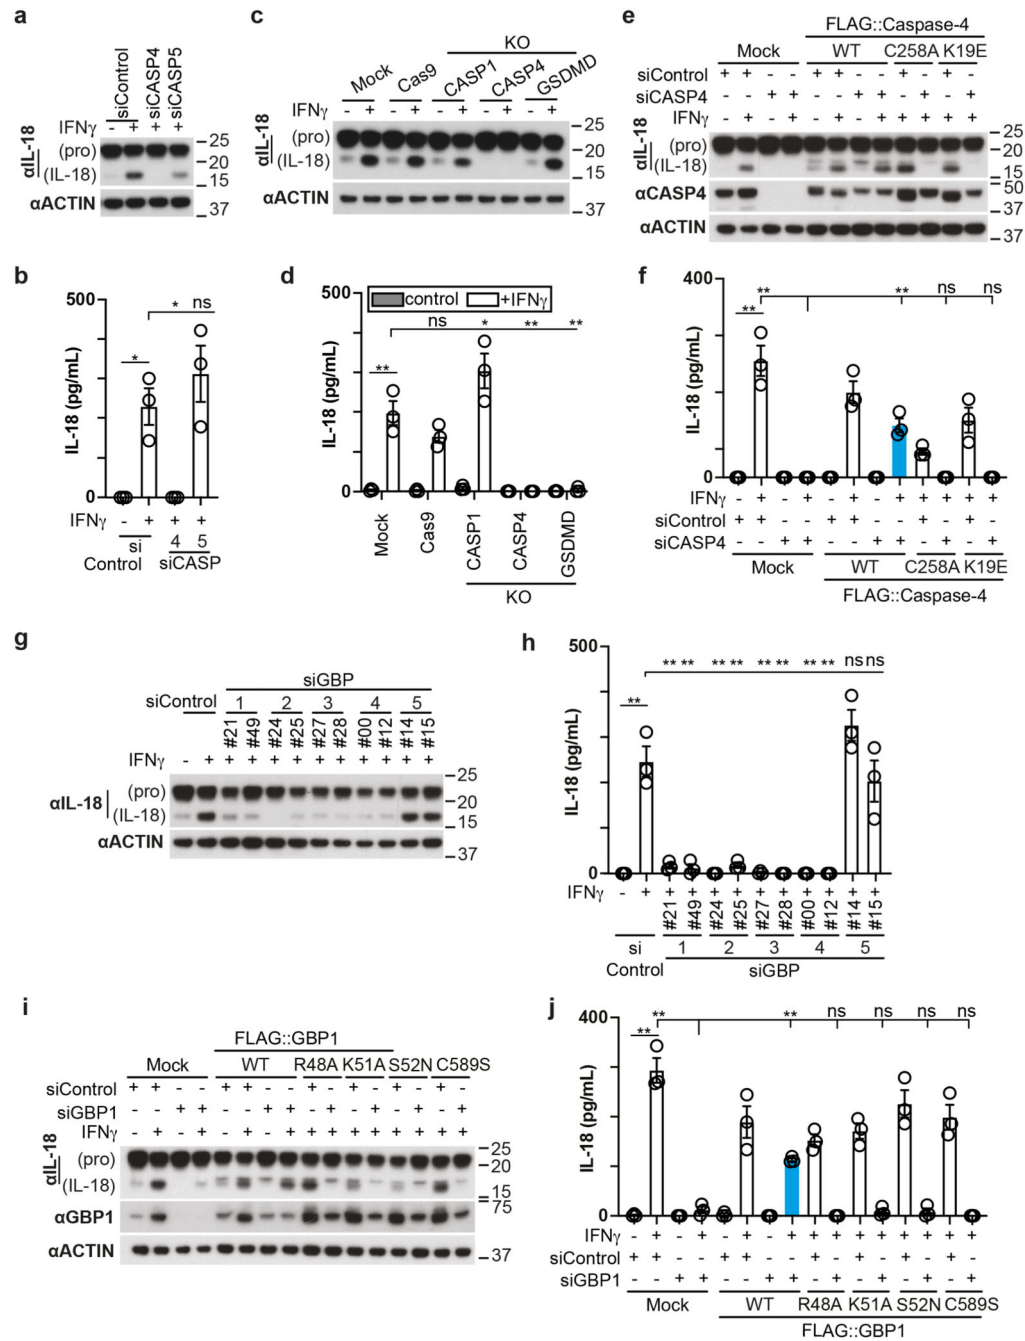 a
siControl
siCASP4
siCASP5
IFNγ - + + +
αIL-18
(pro)
(IL-18)
αACTIN
25
20
15
37
b
500
0
IL-18 (pg/mL)
* * ns
IFNγ - + + +
si 4 5
Control siCASP
c
KO
Mock Cas9 CASP1 CASP4 GSDMD
IFNγ - + - + - + - + - +
αIL-18
(pro)
(IL-18)
αACTIN
25
20
15
37
d
500
0
IL-18 (pg/mL)
control +IFNγ
** ns * ** **
Mock Cas9 CASP1 CASP4 GSDMD
KO
e
FLAG::Caspase-4
Mock WT C258A K19E
siControl + + - - + + - - + - + -
siCASP4 - - + + - - + + - + - +
IFNγ - + - + - + - + + + + +
αIL-18
(pro)
(IL-18)
αCASP4
αACTIN
25
20
15
50
37
37
f
400
0
IL-18 (pg/mL)
** ** ** ns ns
IFNγ - + - + - + - + + + + +
siControl + + - - + + - - + - + -
siCASP4 - - + + - - + + - + - +
Mock WT C258A K19E
FLAG::Caspase-4
g
siGBP
siControl 1 2 3 4 5
#21 #49 #24 #25 #27 #28 #00 #12 #14 #15
IFNγ - + + + + + + + + + + +
αIL-18
(pro)
(IL-18)
αACTIN
25
20
15
37
h
500
0
IL-18 (pg/mL)
** ** ** ** ** ** ** ** ** ns ns
IFNγ - + + + + + + + + + + +
#21 #49 #24 #25 #27 #28 #00 #12 #14 #15
si 1 2 3 4 5
Control siGBP
i
FLAG::GBP1
Mock WT R48A K51A S52N C589S
siControl + + - - + + - - + - + - + - + -
siGBP1 - - + + - - + + - + - + - + - +
IFNγ - + - + - + - + + + + + + + + +
αIL-18
(pro)
(IL-18)
αGBP1
αACTIN
25
20
15
75
37
j
400
0
IL-18 (pg/mL)
** ** ** ns ns ns ns
IFNγ - + - + - + - + + + + + + + + +
siControl + + - - + + - - + - + - + - + -
siGBP1 - - + + - - + + - + - + - + - +
Mock WT R48A K51A S52N C589S
FLAG::GBP1